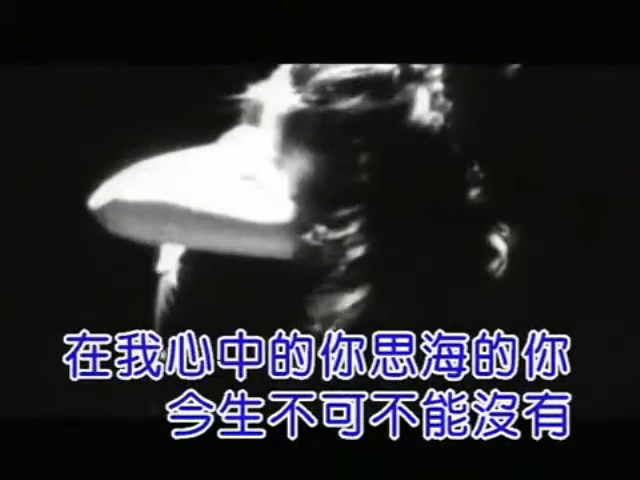 在我心中的你思海的你
今生不可不能沒有